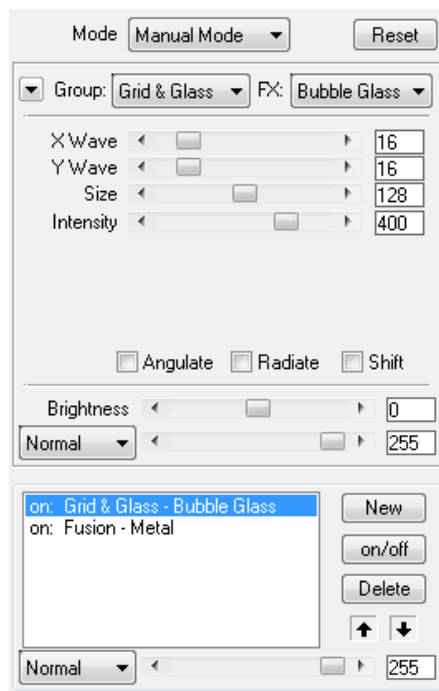 Mode Manual Mode Reset
Group: Grid & Glass FX: Bubble Glass
X Wave 16
Y Wave 16
Size 128
Intensity 400
Angulate Radiate Shift
Brightness 0
Normal 255
on: Grid & Glass - Bubble Glass New
on: Fusion - Metal
on/off
Delete
Normal 255